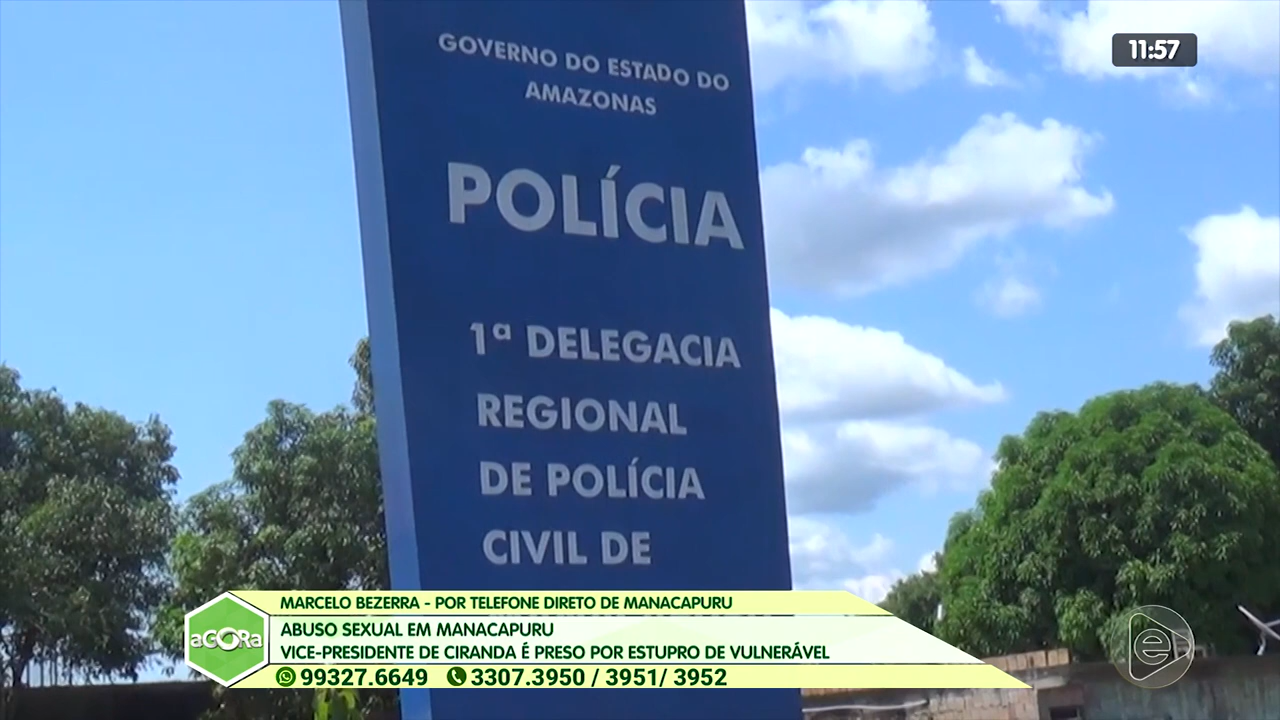 11:57
GOVERNO DO ESTADO DO
AMAZONAS
POLÍCIA
1ª DELEGACIA
REGIONAL
DE POLÍCIA
CIVIL DE
MARCELO BEZERRA - POR TELEFONE DIRETO DE MANACAPURU
aGORa
ABUSO SEXUAL EM MANACAPURU
VICE-PRESIDENTE DE CIRANDA É PRESO POR ESTUPRO DE VULNERÁVEL
99327.6649 3307.3950 / 3951/ 3952
e